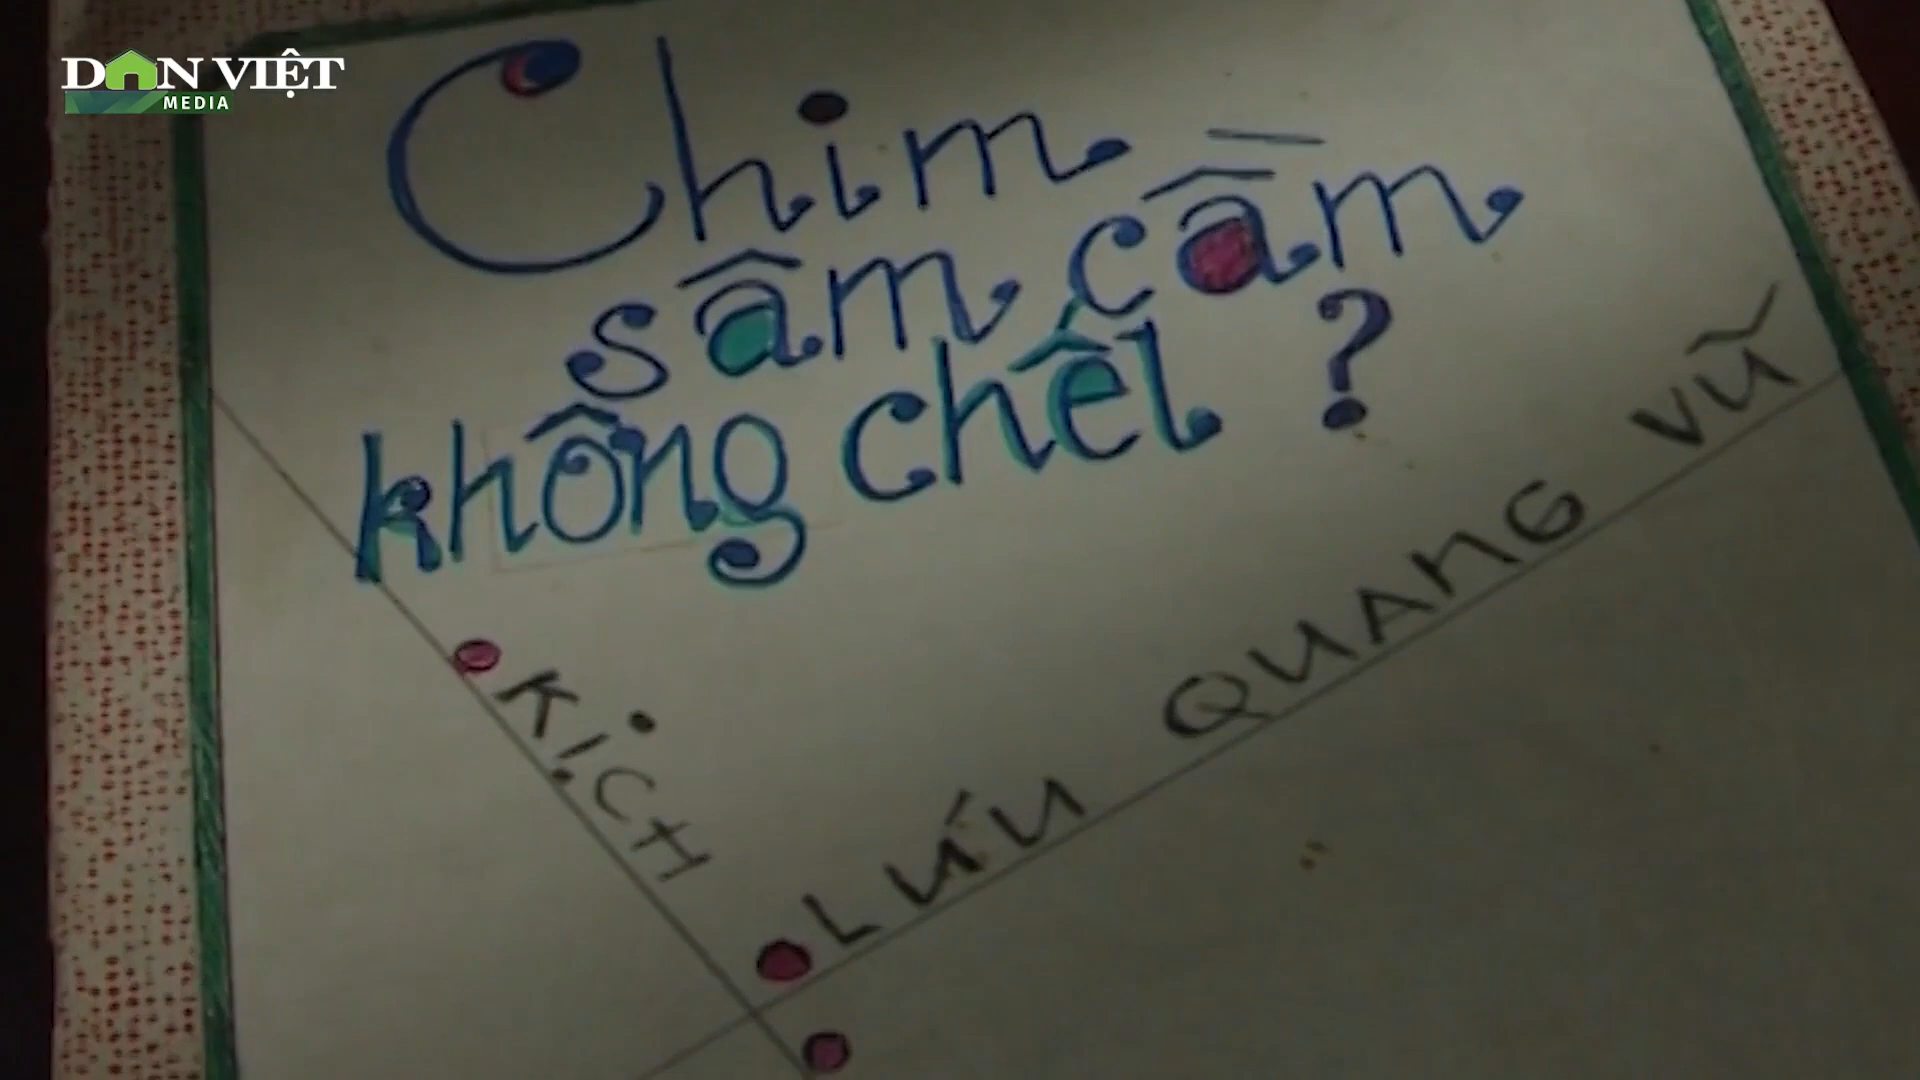 DÂN VIỆT
MEDIA
Chim
sâm cầm
không chết ?
KỊCH
LƯU QUANG VŨ